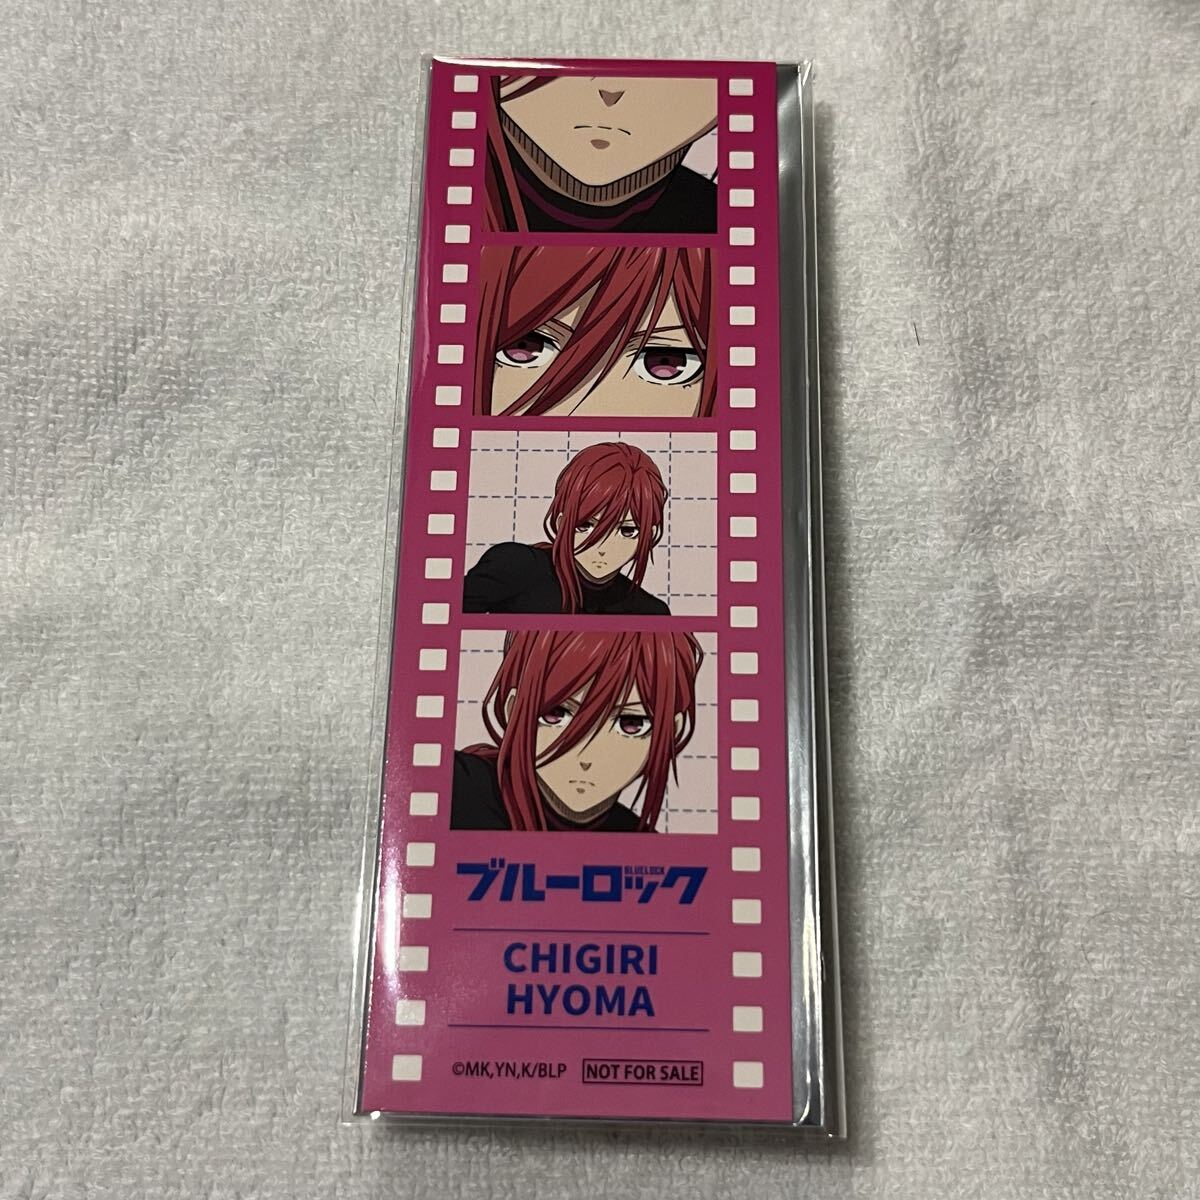 ブルーロック
BLUELOCK
CHIGIRI
HYOMA
©MK,YN,K/BLP NOT FOR SALE